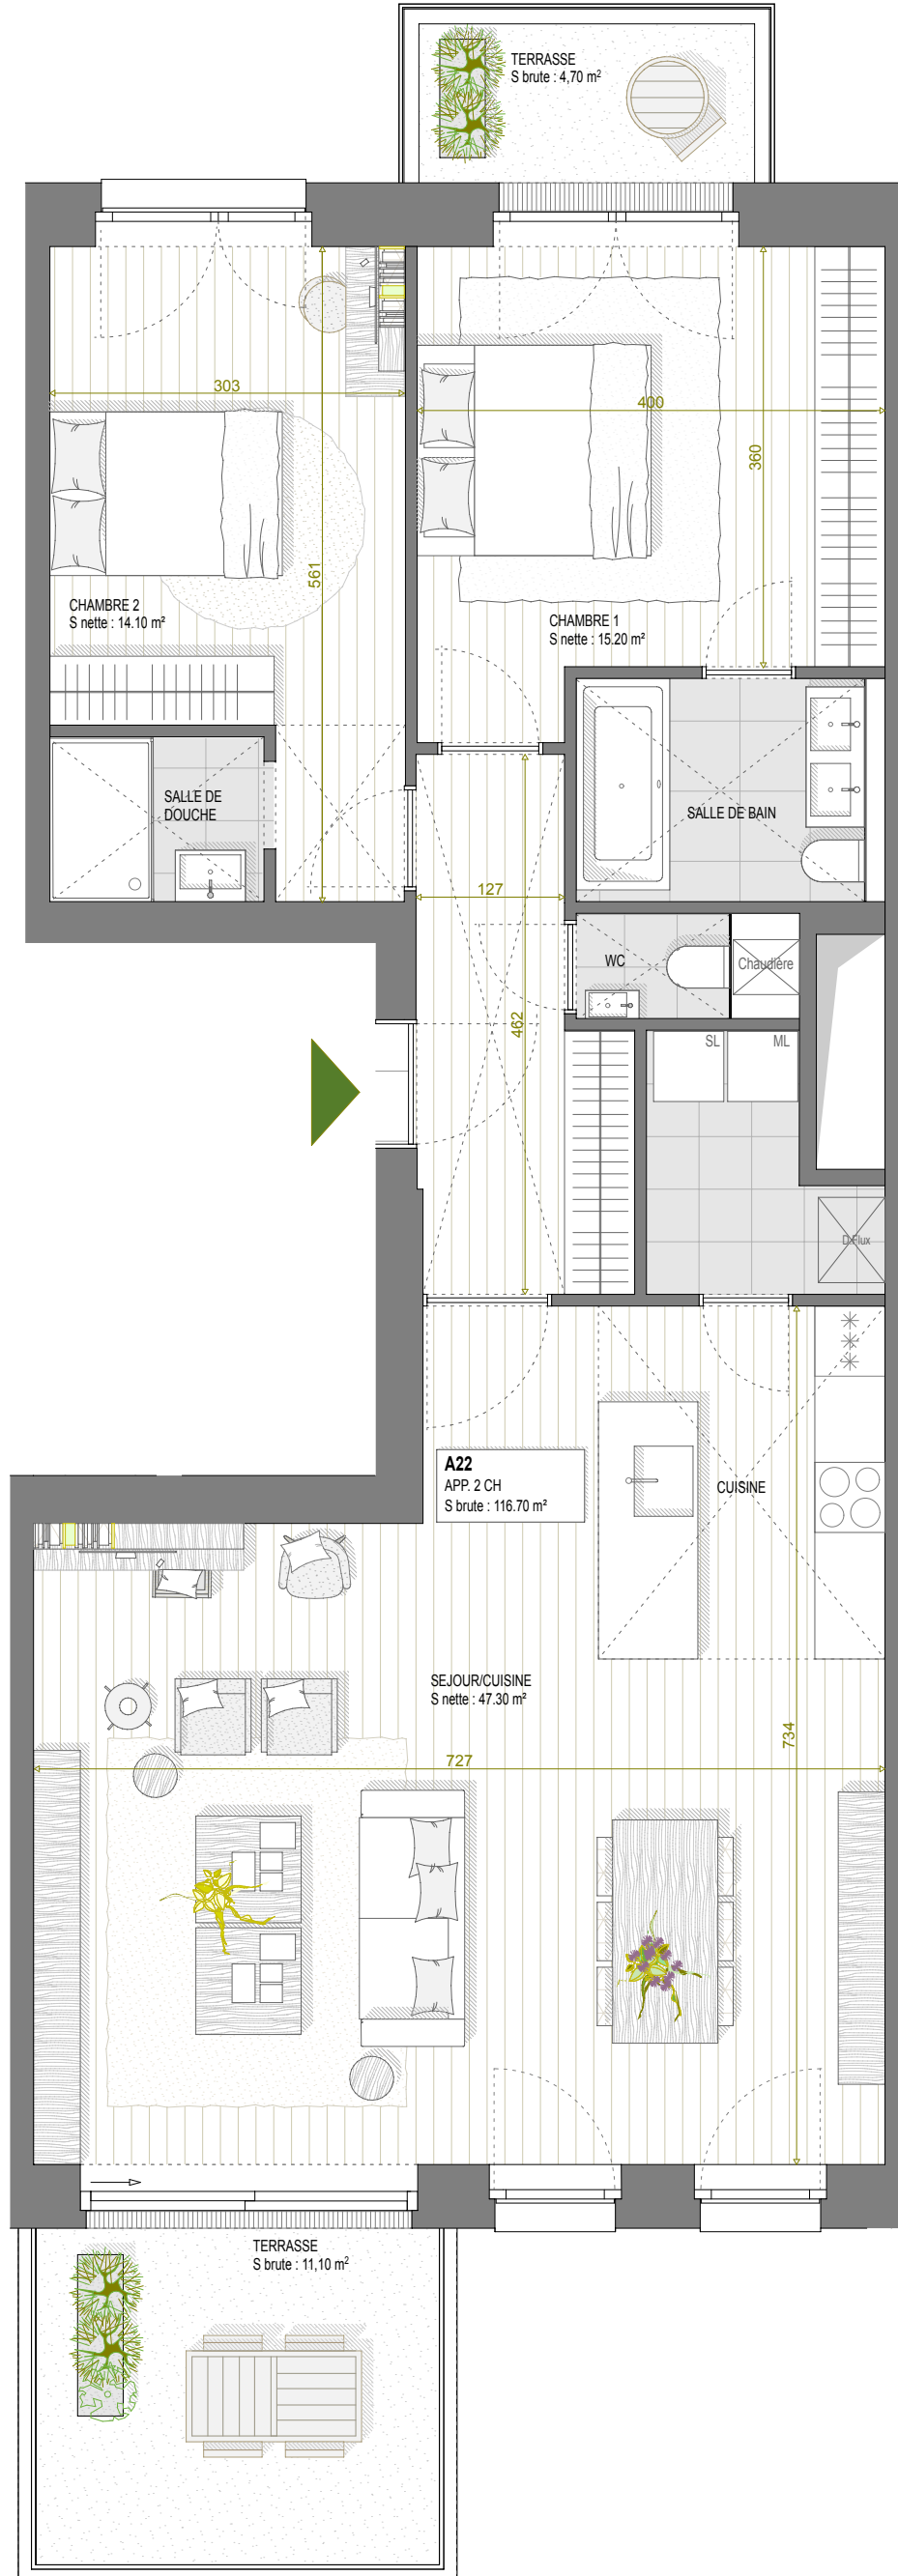 TERRASSE
S brute : 4,70 m²
303
400
360
561
CHAMBRE 2
S nette : 14.10 m²
CHAMBRE 1
S nette : 15.20 m²
SALLE DE
DOUCHE
SALLE DE BAIN
127
WC
Chaudière
462
SL
ML
D.Flux
A22
APP. 2 CH
S brute : 116.70 m²
CUISINE
SEJOUR/CUISINE
S nette : 47.30 m²
734
727
TERRASSE
S brute : 11,10 m²